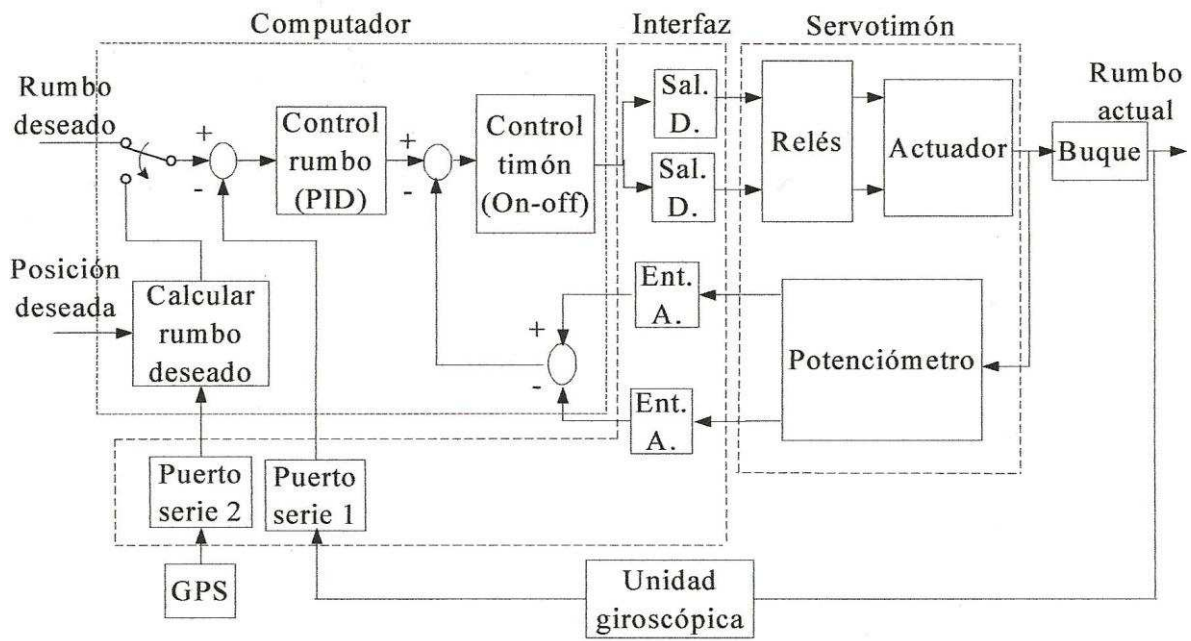 Computador
Interfaz
Servotimón
Rumbo
deseado
+
-
Control
rumbo
(PID)
+
-
Control
timón
(On-off)
Sal.
D.
Sal.
D.
Relés
Actuador
Rumbo
actual
Buque
Posición
deseada
Calcular
rumbo
deseado
+
-
Ent.
A.
Ent.
A.
Potenciómetro
Puerto
serie 2
Puerto
serie 1
GPS
Unidad
giroscópica